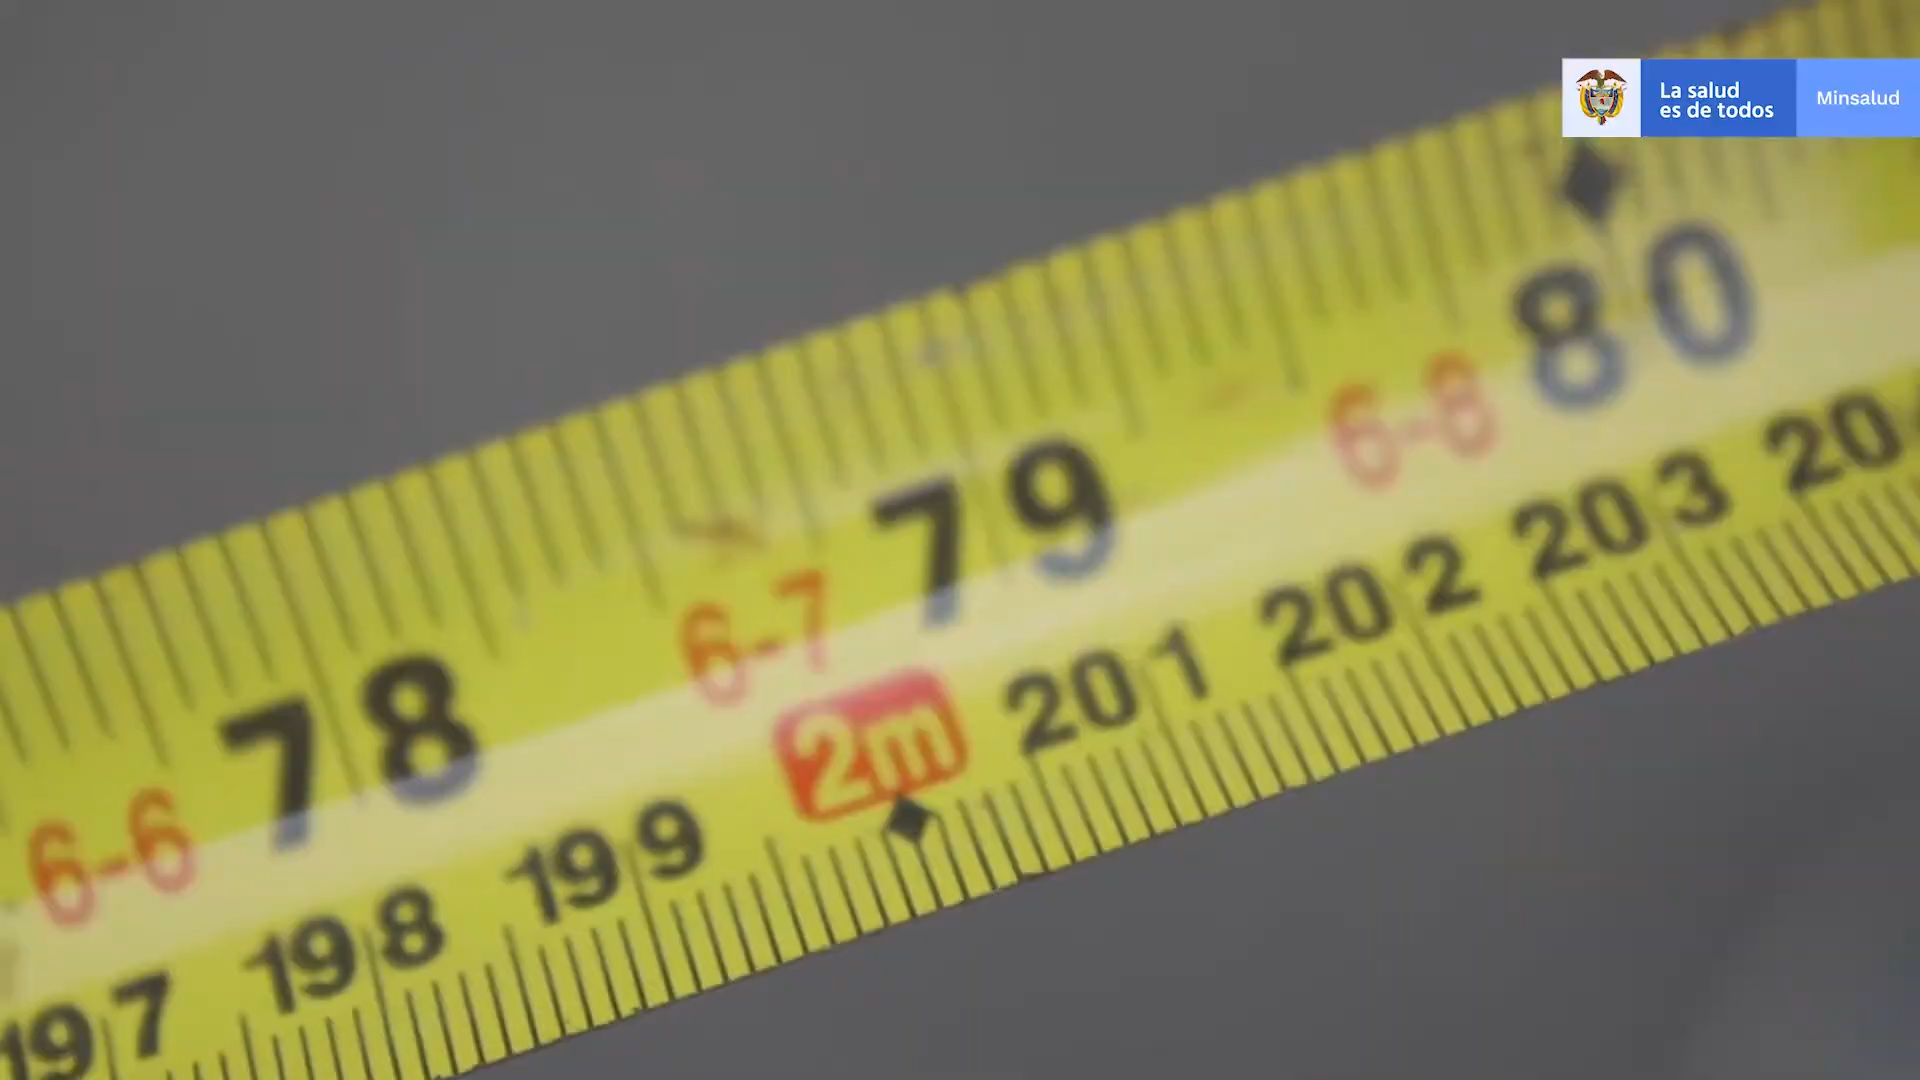 La salud
es de todos
Minsalud
6-6 78 6-7 79 6-8 80
197 198 199 2m 201 202 203 20